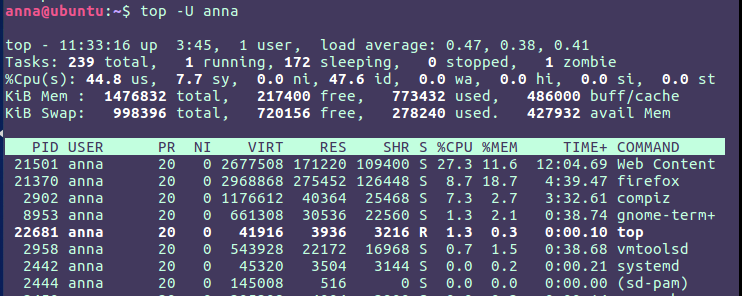 anna@ubuntu:~$ top -U anna
top - 11:33:16 up  3:45,  1 user,  load average: 0.47, 0.38, 0.41
Tasks: 239 total,   1 running, 172 sleeping,   0 stopped,   1 zombie
%Cpu(s): 44.8 us,  7.7 sy,  0.0 ni, 47.6 id,  0.0 wa,  0.0 hi,  0.0 si,  0.0 st
KiB Mem :  1476832 total,   217400 free,   773432 used,   486000 buff/cache
KiB Swap:   998396 total,   720156 free,   278240 used.   427932 avail Mem
PID USER      PR  NI    VIRT    RES    SHR S %CPU %MEM     TIME+ COMMAND
21501 anna      20   0 2677508 171220 109400 S 27.3 11.6  12:04.69 Web Content
21370 anna      20   0 2968868 275452 126448 S  8.7 18.7   4:39.47 firefox
2902 anna      20   0 1176612  40364  25468 S  7.3  2.7   3:32.61 compiz
8953 anna      20   0  661308  30536  22560 S  1.3  2.1   0:38.74 gnome-term+
22681 anna      20   0   41916   3936   3216 R  1.3  0.3   0:00.10 top
2958 anna      20   0  543928  22172  16968 S  0.7  1.5   0:38.68 vmtoolsd
2442 anna      20   0   45320   3504   3144 S  0.0  0.2   0:00.21 systemd
2444 anna      20   0  145008    516      0 S  0.0  0.0   0:00.00 (sd-pam)